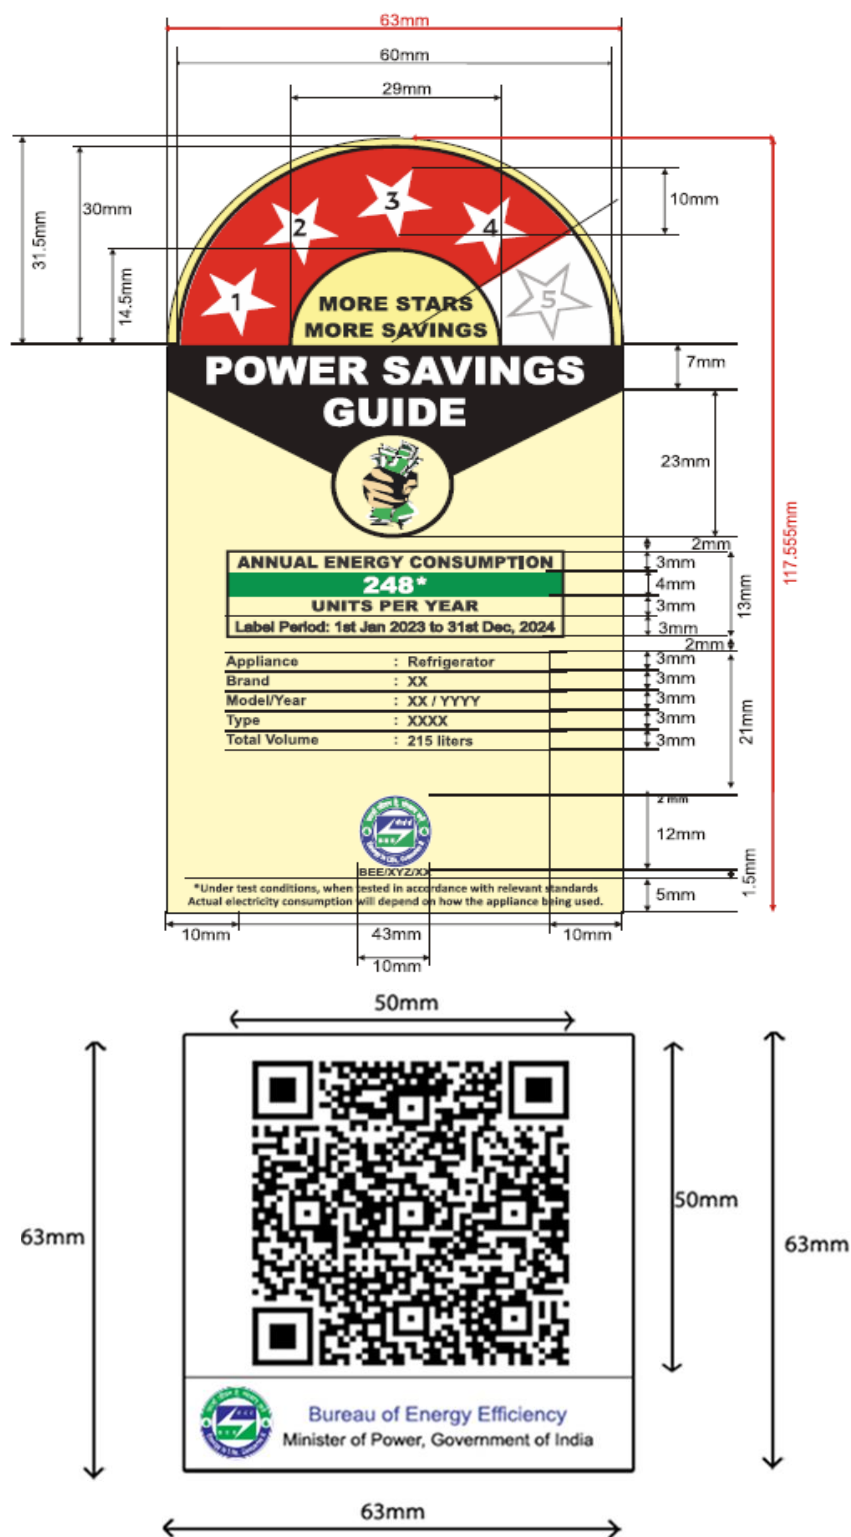 63mm
60mm
29mm
31.5mm
30mm
14.5mm
10mm
1
2
3
4
5
MORE STARS
MORE SAVINGS
POWER SAVINGS
GUIDE
7mm
23mm
117.555mm
2mm
ANNUAL ENERGY CONSUMPTION
3mm
248*
4mm
13mm
UNITS PER YEAR
3mm
Label Period: 1st Jan 2023 to 31st Dec, 2024
3mm
2mm
Appliance : Refrigerator
3mm
Brand : XX
3mm
Model/Year : XX / YYYY
3mm
21mm
Type : XXXX
3mm
Total Volume : 215 liters
3mm
2 mm
12mm
BEE/XYZ/XX
1.5mm
*Under test conditions, when tested in accordance with relevant standards
Actual electricity consumption will depend on how the appliance being used.
5mm
10mm
43mm
10mm
10mm
50mm
63mm
50mm
63mm
Bureau of Energy Efficiency
Minister of Power, Government of India
63mm